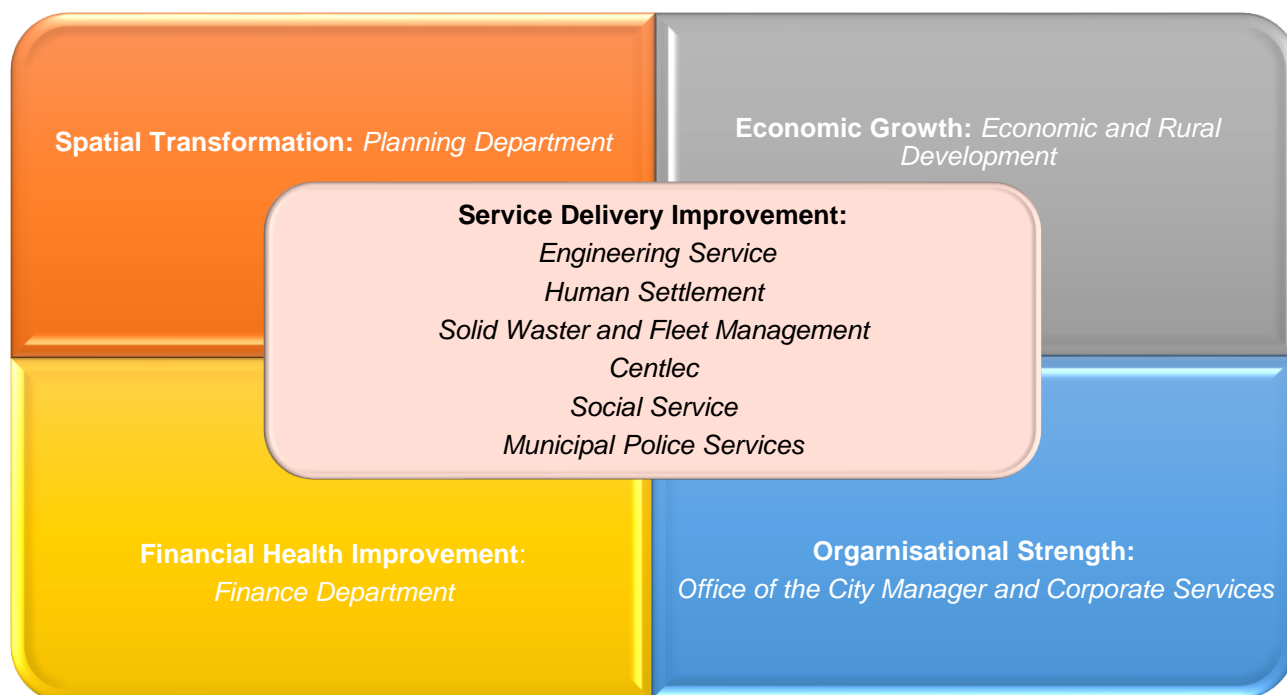 Spatial Transformation: Planning Department
Economic Growth: Economic and Rural
Development
Service Delivery Improvement:
Engineering Service
Human Settlement
Solid Waster and Fleet Management
Centlec
Social Service
Municipal Police Services
Financial Health Improvement:
Finance Department
Orgarnisational Strength:
Office of the City Manager and Corporate Services